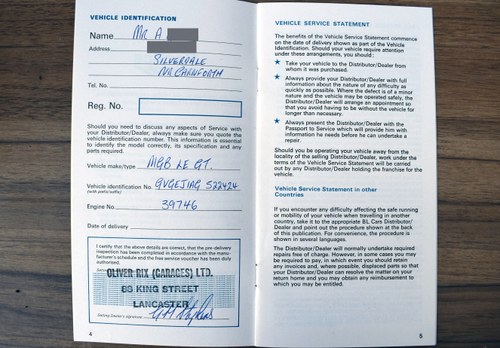 VEHICLE IDENTIFICATION
Name MR A
Address
SILVERDALE
NR CARNFORTH
Tel. No.
Reg. No.
Should you need to discuss any aspects of Service with
your Distributor/Dealer, always make sure you quote the
vehicle identification number. This information is essential
to identify the model correctly, its specification and any
parts required.
Vehicle make/type MGB LE GT.
Vehicle identification No. GVGEJ1AG 522424
(with prefix/suffix)
Engine No. 39746
Date of delivery
I certify that the above details are correct, that the pre-delivery
inspection has been completed in accordance with the manu-
facturer's schedule and the free service voucher has been duly
authorised.
OLIVER-RIX (GARAGES) LTD.
88 KING STREET
LANCASTER
Selling Dealer's signature
4
VEHICLE SERVICE STATEMENT
The benefits of the Vehicle Service Statement commence
on the date of delivery shown as part of the Vehicle
Identification. Should your vehicle require attention
under these arrangements, you should:
★ Take your vehicle to the Distributor/Dealer from
whom it was purchased.
★ Always provide your Distributor/Dealer with full
information about the nature of any difficulty as
quickly as possible. Where the defect is of a minor
nature and the vehicle may be operated safely, the
Distributor/Dealer will arrange an appointment so
that you avoid having to be without the vehicle for
longer than necessary.
★ Always present the Distributor/Dealer with the
Passport to Service which will provide him with
information he needs before he can undertake a
repair.
Should you be operating your vehicle away from the
locality of the selling Distributor/Dealer, work under the
terms of the Vehicle Service Statement will be carried
out by any Distributor/Dealer holding the franchise for
the vehicle.
Vehicle Service Statement in other
Countries
If you encounter any difficulty affecting the safe running
or mobility of your vehicle when travelling in another
country, take it to the appropriate BL Cars Distributor/
Dealer and point out the procedure shown at the back
of this publication. For convenience, the procedure is
shown in several languages.
The Distributor/Dealer will normally undertake required
repairs free of charge. However, in some cases you may
be required to pay, in which event you should retain
any invoices and, where possible, displaced parts so that
your Distributor/Dealer can resolve the matter on your
return home and you may obtain any reimbursement to
which you may be entitled.
5